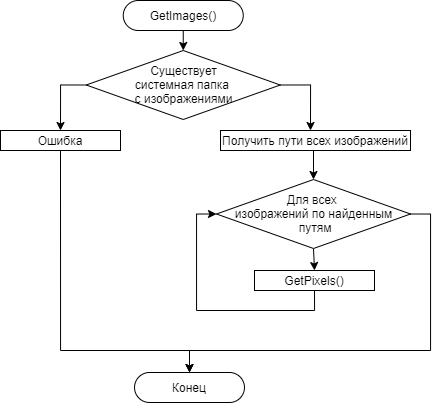 GetImages()
Существует
системная папка
с изображениями
Ошибка
Получить пути всех изображений
Для всех
изображений по найденным
путям
GetPixels()
Конец